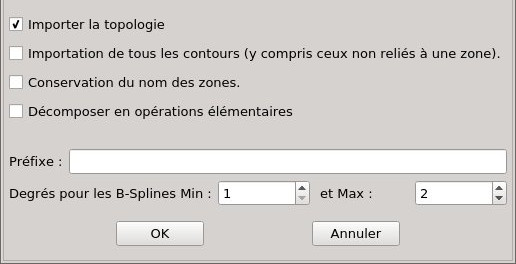 Importer la topologie
Importation de tous les contours (y compris ceux non reliés à une zone).
Conservation du nom des zones.
Décomposer en opérations élémentaires
Préfixe :
Degrés pour les B-Splines Min : 1 et Max : 2
OK Annuler